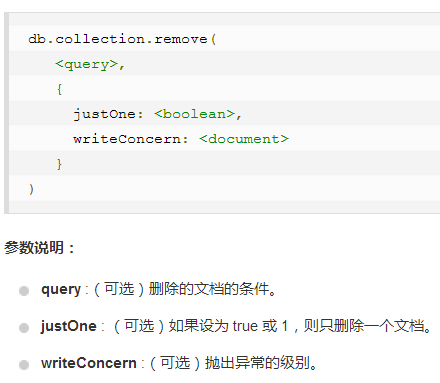 db.collection.remove(
<query>,
{
justOne: <boolean>,
writeConcern: <document>
}
)
参数说明：
query :（可选）删除的文档的条件。
justOne : （可选）如果设为 true 或 1，则只删除一个文档。
writeConcern :（可选）抛出异常的级别。